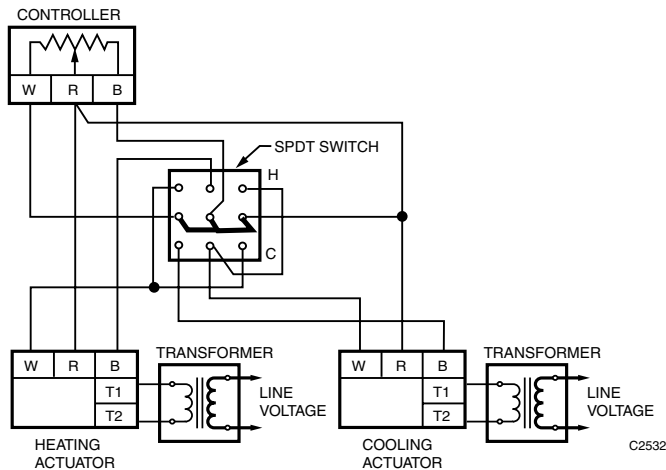 CONTROLLER
W R B
SPDT SWITCH
H
C
W R B
T1
T2
TRANSFORMER
LINE
VOLTAGE
HEATING
ACTUATOR
W R B
T1
T2
TRANSFORMER
LINE
VOLTAGE
COOLING
ACTUATOR
C2532